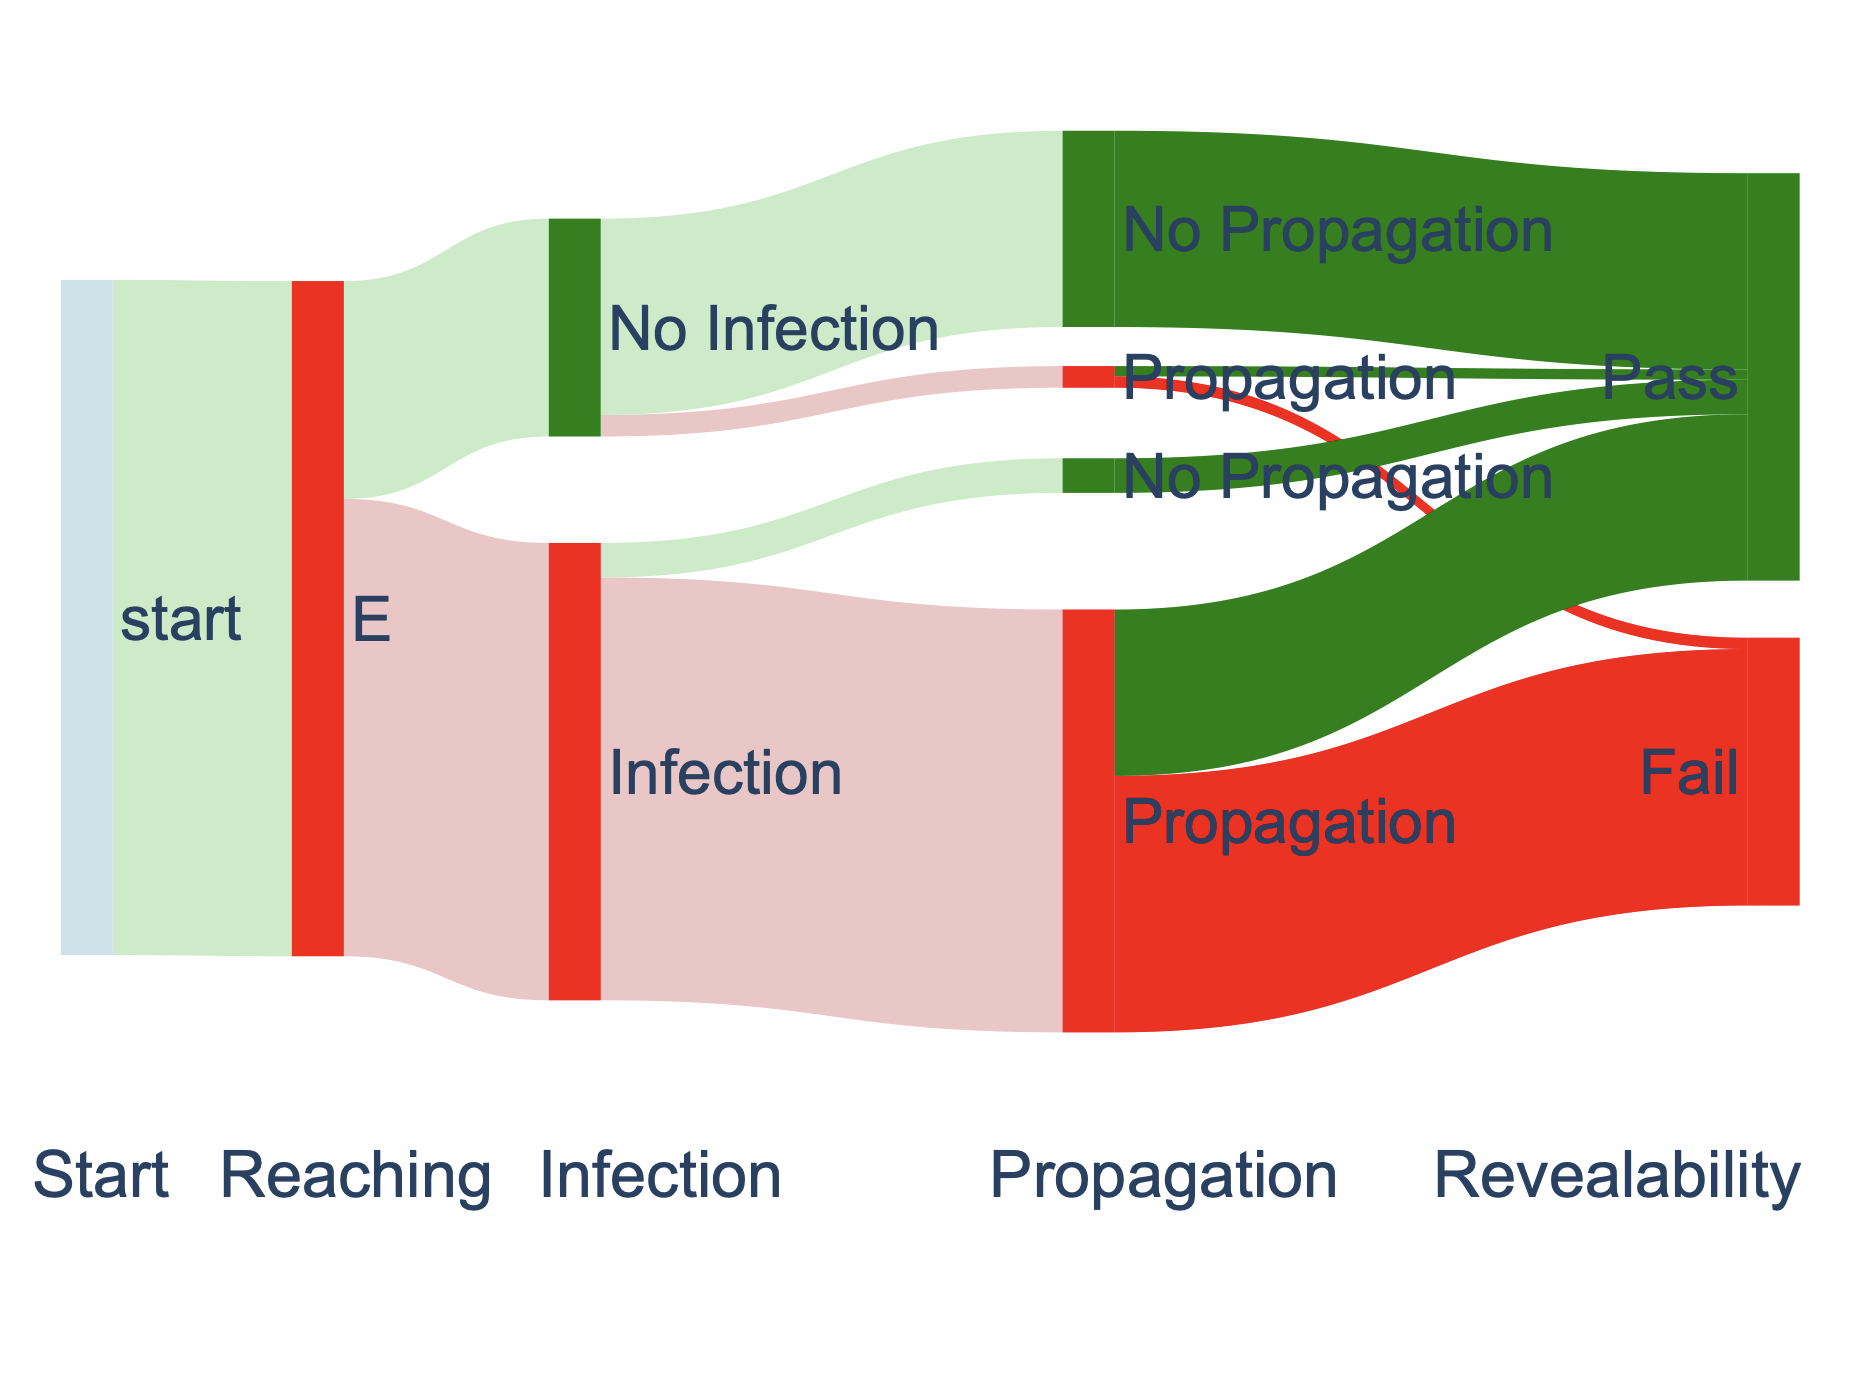 No Propagation
No Infection
Propagation
Pass
No Propagation
start
E
Infection
Fail
Propagation
Start
Reaching
Infection
Propagation
Revealability